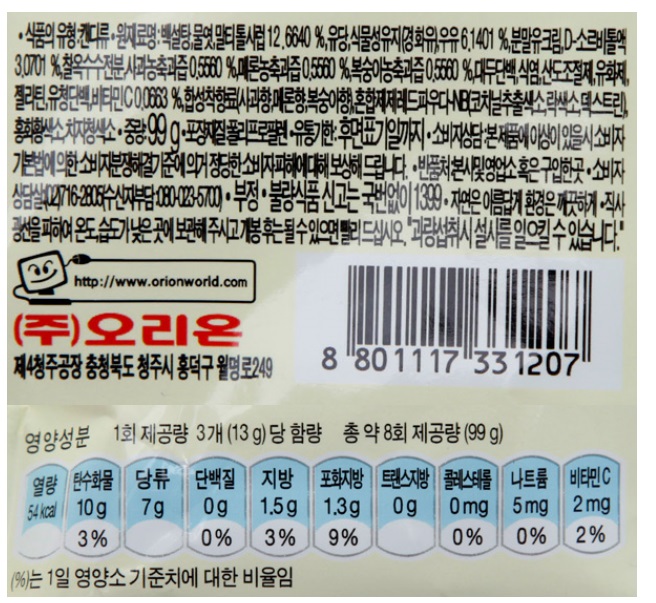 • 식품의 유형:캔디류 • 원재료명:백설탕,물엿,말티톨시럽 12.6640 %,유당,식물성유지(경화유),우유 6.1401 %,분말유크림,D-소르비톨액
3.0701 %,찰옥수수전분,사과농축과즙 0.5560 %,메론농축과즙 0.5560 %,복숭아농축과즙 0.5560 %,대두단백,식염,산도조절제,유화제,
젤라틴,유청단백,비타민C 0.0663 %,합성착향료(사과향,메론향,복숭아향),혼합제제레드파우다-NB(코치닐추출색소,락색소,덱스트린),
홍화황색소,치자청색소 • 중량:99 g • 포장재질:폴리프로필렌 • 유통기한:후면표기일까지 • 소비자상담:본 제품에 이상이 있을시 소비자
기본법에 의한 소비자분쟁해결기준에 의거 정당한 소비자피해에 대해 보상해 드립니다. • 반품처:본사및 영업소 혹은 구입한 곳 • 소비자
상담실:02)716-2805(수신자부담:080-023-5700) • 부정 • 불량식품 신고는 국번없이 1399 • 자연은 아름답게 환경은 깨끗하게 • 직사
광선을 피하여 온도,습도가 낮은 곳에 보관해 주시고 개봉 후는 될 수 있으면 빨리 드십시오. "과량섭취시 설사를 일으킬 수 있습니다."
http://www.orionworld.com
(주)오리온
제4청주공장 충청북도 청주시 흥덕구 월명로249
8 801117 331207
영양성분 1회 제공량 3개 (13 g) 당 함량 총 약 8회 제공량 (99 g)
열량 탄수화물 당류 단백질 지방 포화지방 트랜스지방 콜레스테롤 나트륨 비타민 C
54 kcal 10 g 7 g 0 g 1.5 g 1.3 g 0 g 0 mg 5 mg 2 mg
3 % 0 % 3 % 9 % 0 % 0 % 2 %
(%)는 1일 영양소 기준치에 대한 비율임